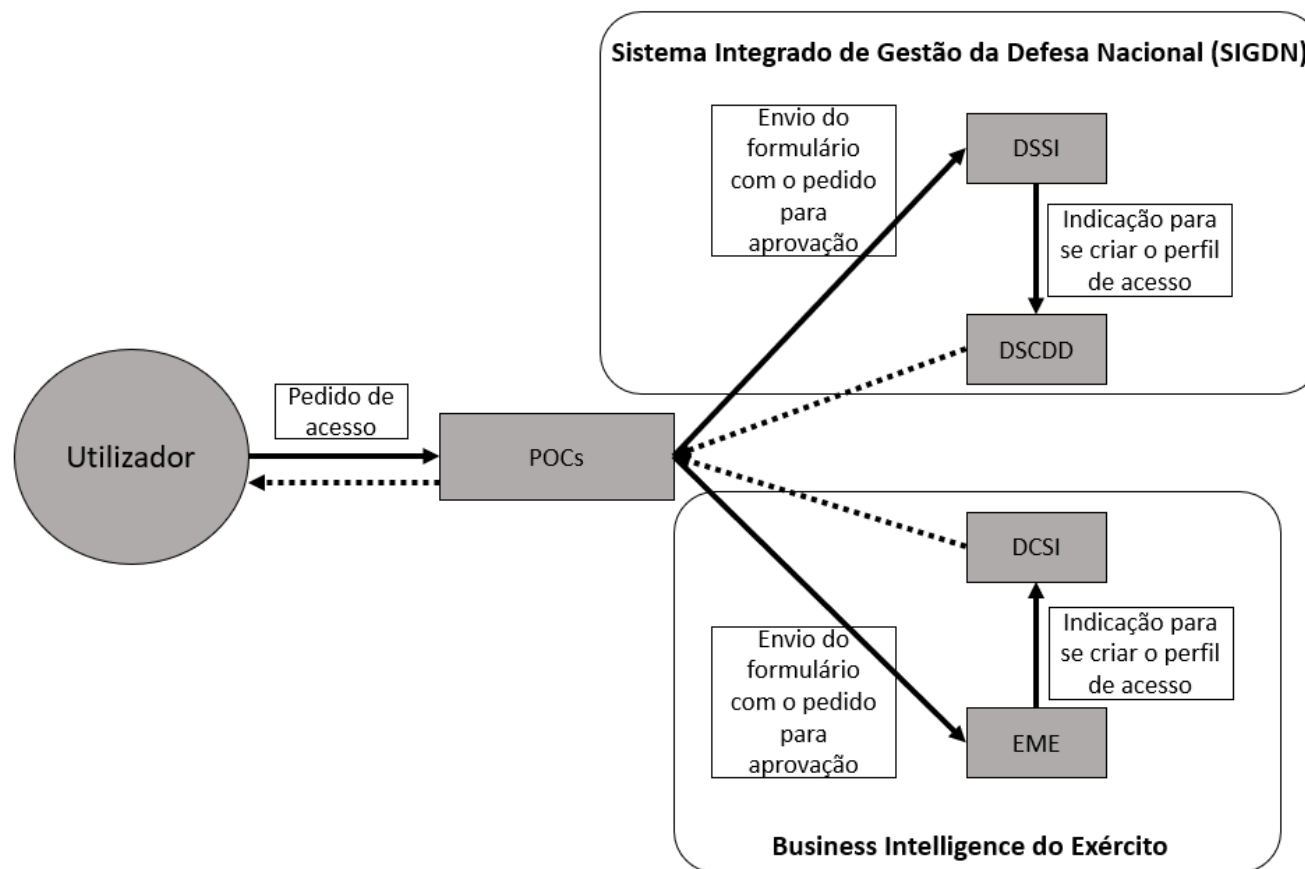 Sistema Integrado de Gestão da Defesa Nacional (SIGDN)
Envio do
formulário
com o pedido
para
aprovação
DSSI
Indicação para
se criar o perfil
de acesso
DSCDD
Pedido de
acesso
Utilizador
POCs
DCSI
Envio do
formulário
com o pedido
para
aprovação
Indicação para
se criar o perfil
de acesso
EME
Business Intelligence do Exército